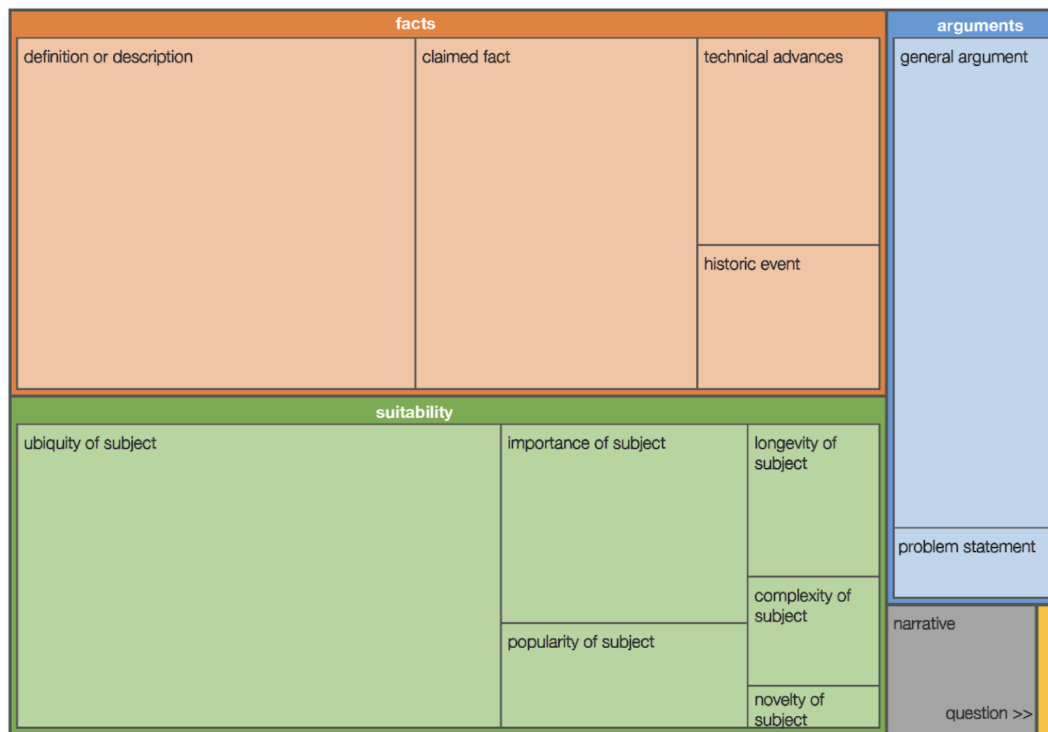 facts
definition or description
claimed fact
technical advances
historic event
arguments
general argument
problem statement
suitability
ubiquity of subject
importance of subject
popularity of subject
longevity of
subject
complexity of
subject
novelty of
subject
narrative
question >>